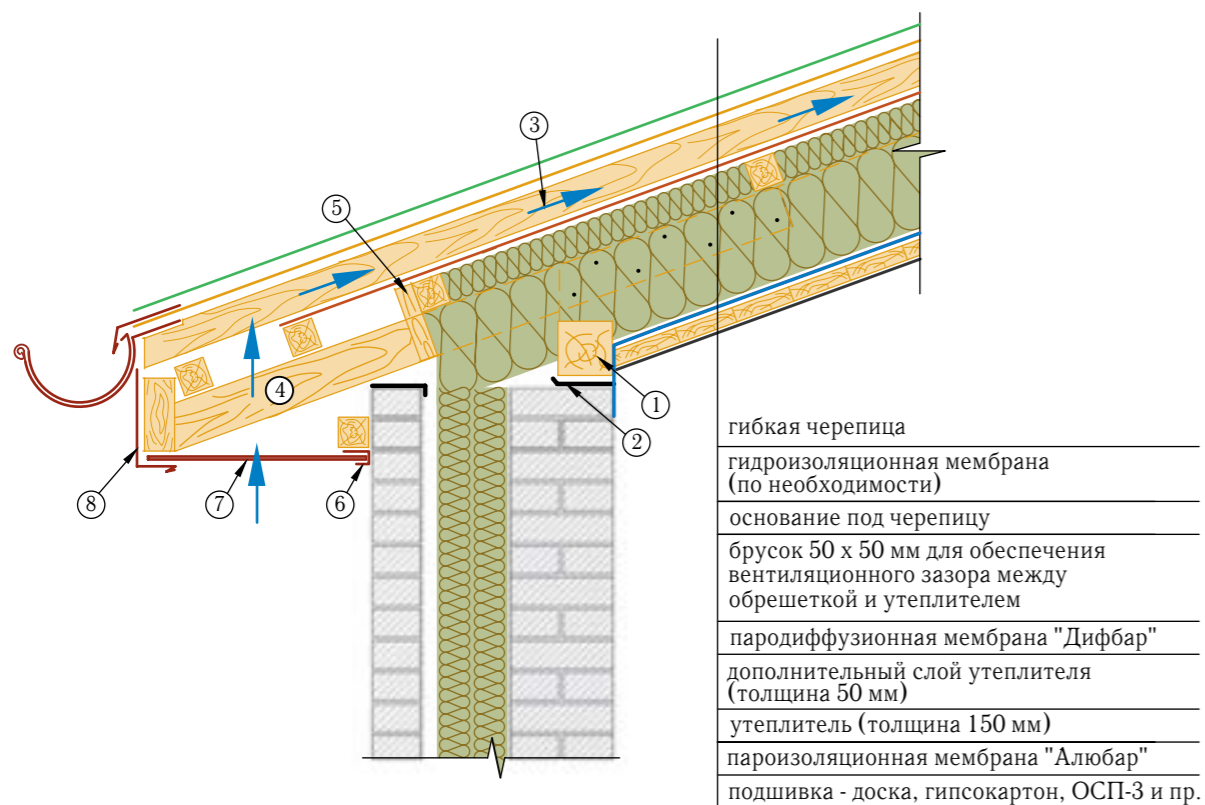 3
5
4
1
2
8
7
6
гибкая черепица
гидроизоляционная мембрана
(по необходимости)
основание под черепицу
брусок 50 х 50 мм для обеспечения
вентиляционного зазора между
обрешеткой и утеплителем
пародиффузионная мембрана "Дифбар"
дополнительный слой утеплителя
(толщина 50 мм)
утеплитель (толщина 150 мм)
пароизоляционная мембрана "Алюбар"
подшивка - доска, гипсокартон, ОСП-3 и пр.